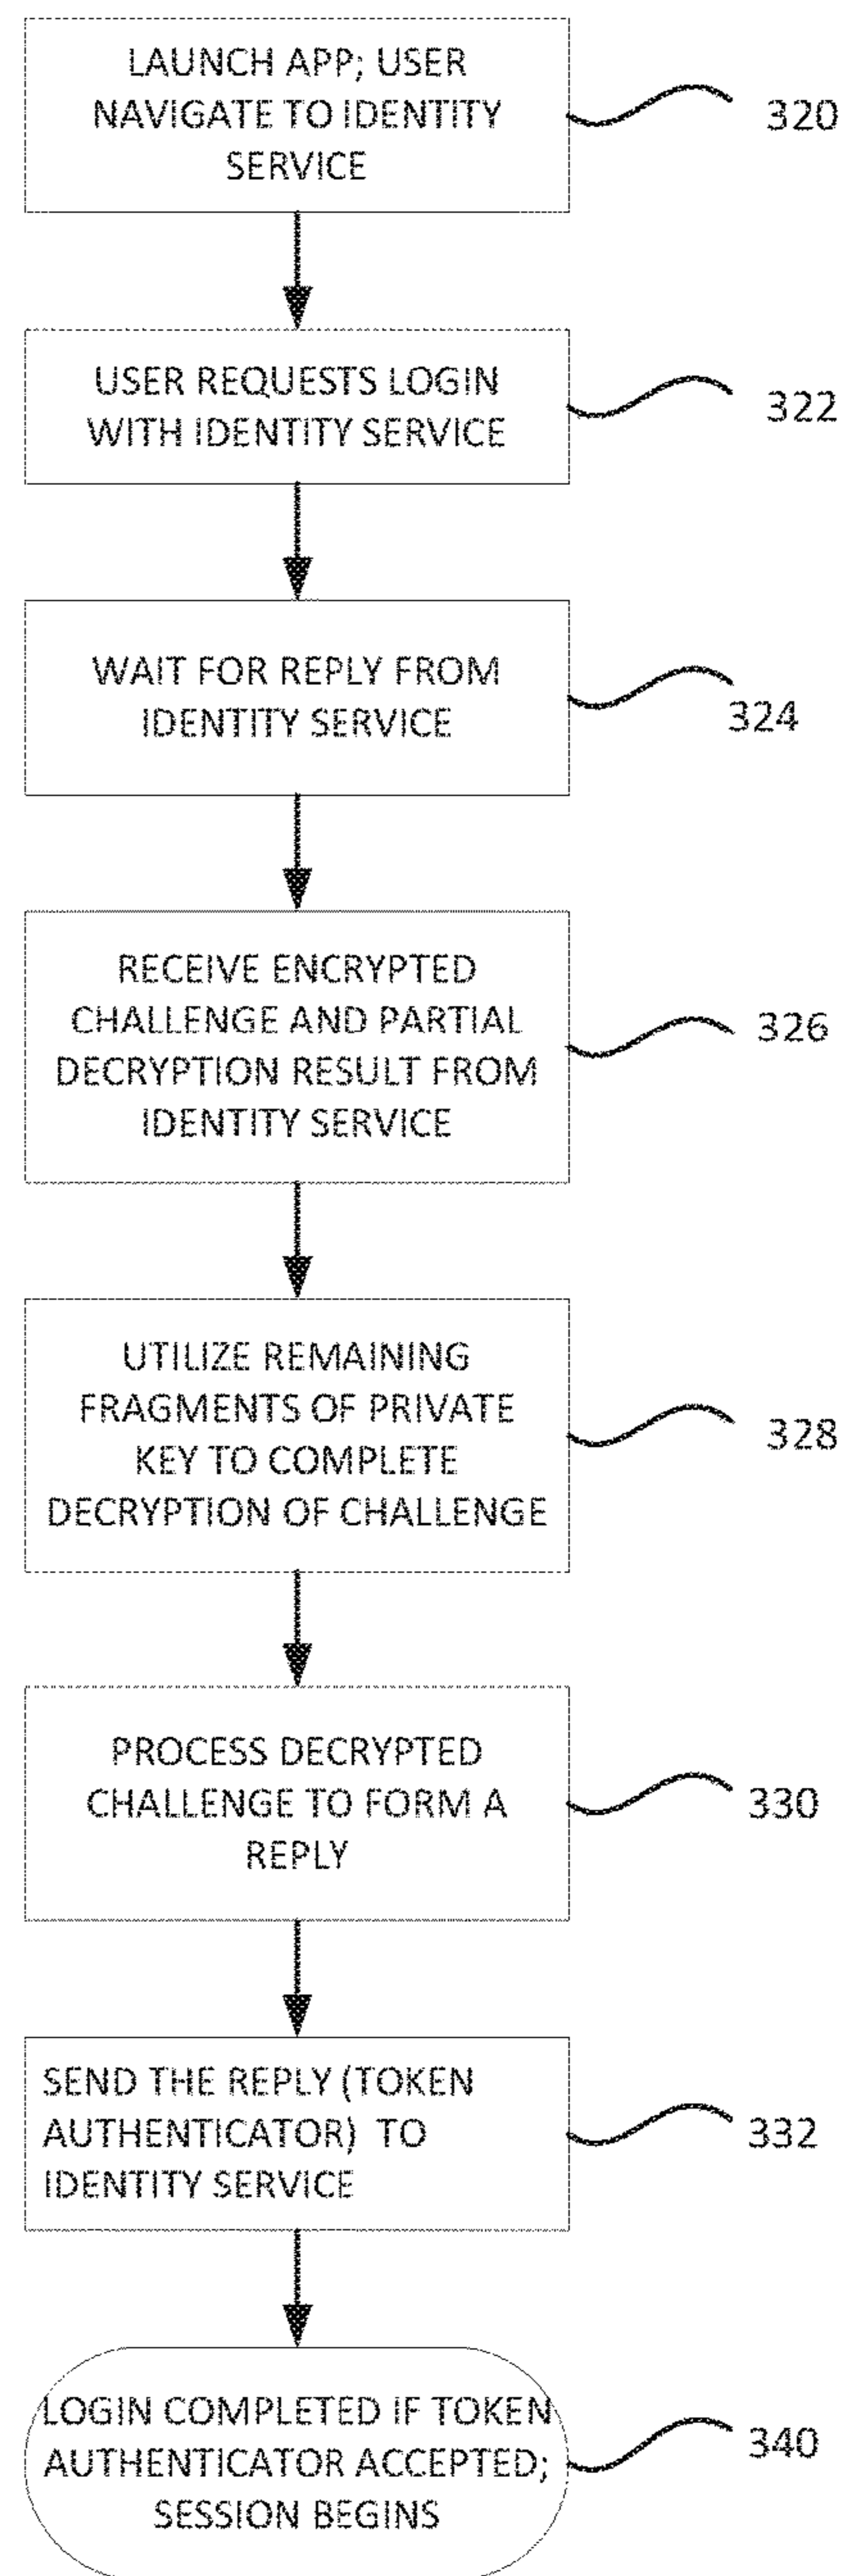 LAUNCH APP; USER
NAVIGATE TO IDENTITY
SERVICE
320
USER REQUESTS LOGIN
WITH IDENTITY SERVICE
322
WAIT FOR REPLY FROM
IDENTITY SERVICE
324
RECEIVE ENCRYPTED
CHALLENGE AND PARTIAL
DECRYPTION RESULT FROM
IDENTITY SERVICE
326
UTILIZE REMAINING
FRAGMENTS OF PRIVATE
KEY TO COMPLETE
DECRYPTION OF CHALLENGE
328
PROCESS DECRYPTED
CHALLENGE TO FORM A
REPLY
330
SEND THE REPLY (TOKEN
AUTHENTICATOR) TO
IDENTITY SERVICE
332
LOGIN COMPLETED IF TOKEN
AUTHENTICATOR ACCEPTED;
SESSION BEGINS
340